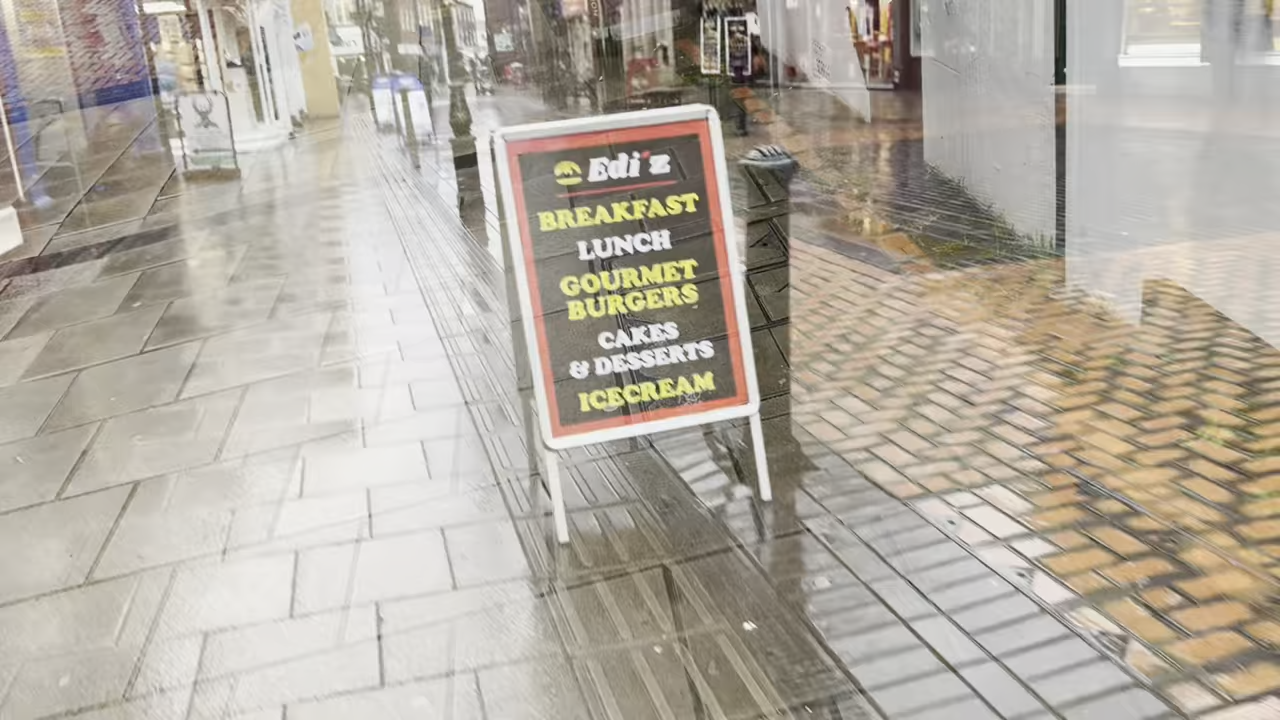 Edi'z
BREAKFAST
LUNCH
GOURMET
BURGERS
CAKES
& DESSERTS
ICECREAM